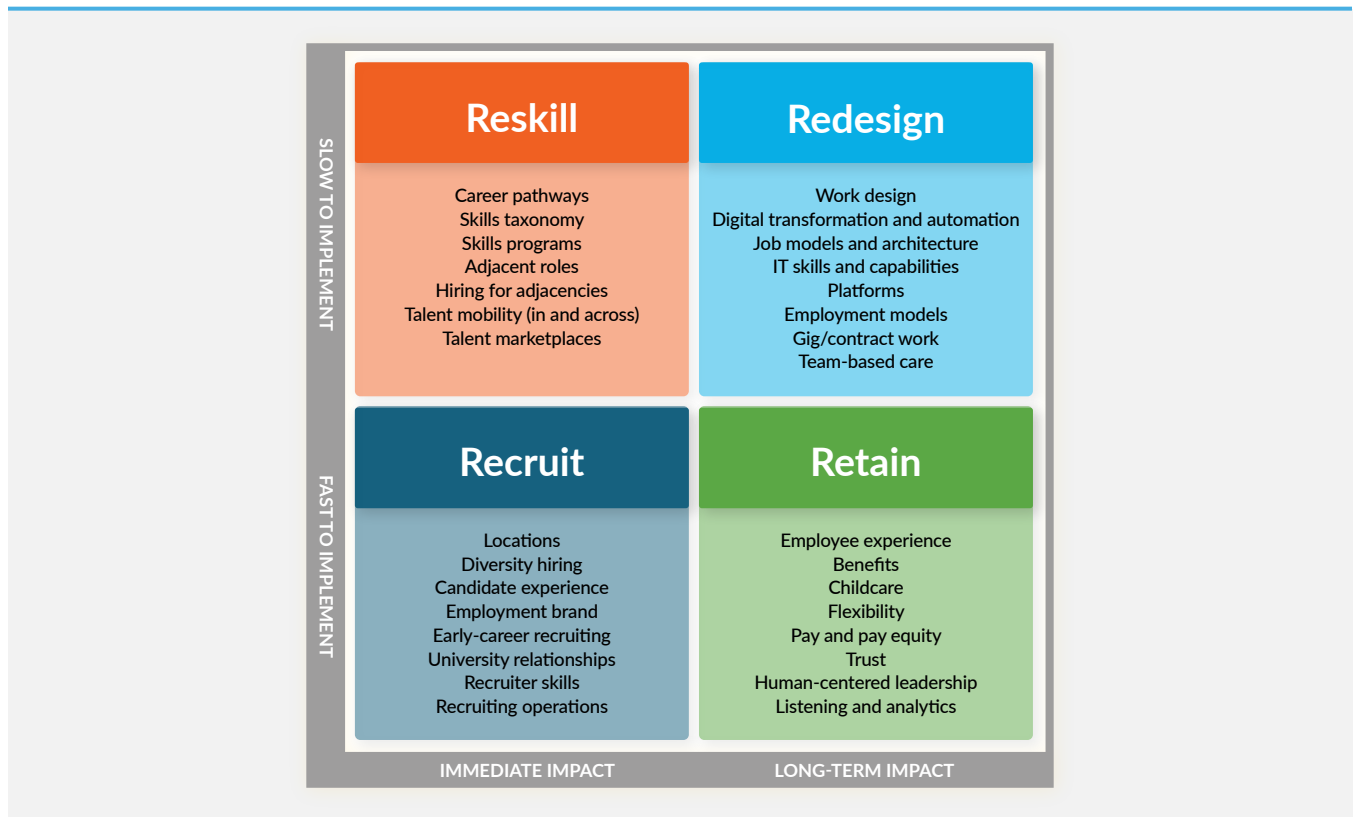 SLOW TO IMPLEMENT
Reskill
Career pathways
Skills taxonomy
Skills programs
Adjacent roles
Hiring for adjacencies
Talent mobility (in and across)
Talent marketplaces
Redesign
Work design
Digital transformation and automation
Job models and architecture
IT skills and capabilities
Platforms
Employment models
Gig/contract work
Team-based care
FAST TO IMPLEMENT
Recruit
Locations
Diversity hiring
Candidate experience
Employment brand
Early-career recruiting
University relationships
Recruiter skills
Recruiting operations
Retain
Employee experience
Benefits
Childcare
Flexibility
Pay and pay equity
Trust
Human-centered leadership
Listening and analytics
IMMEDIATE IMPACT
LONG-TERM IMPACT